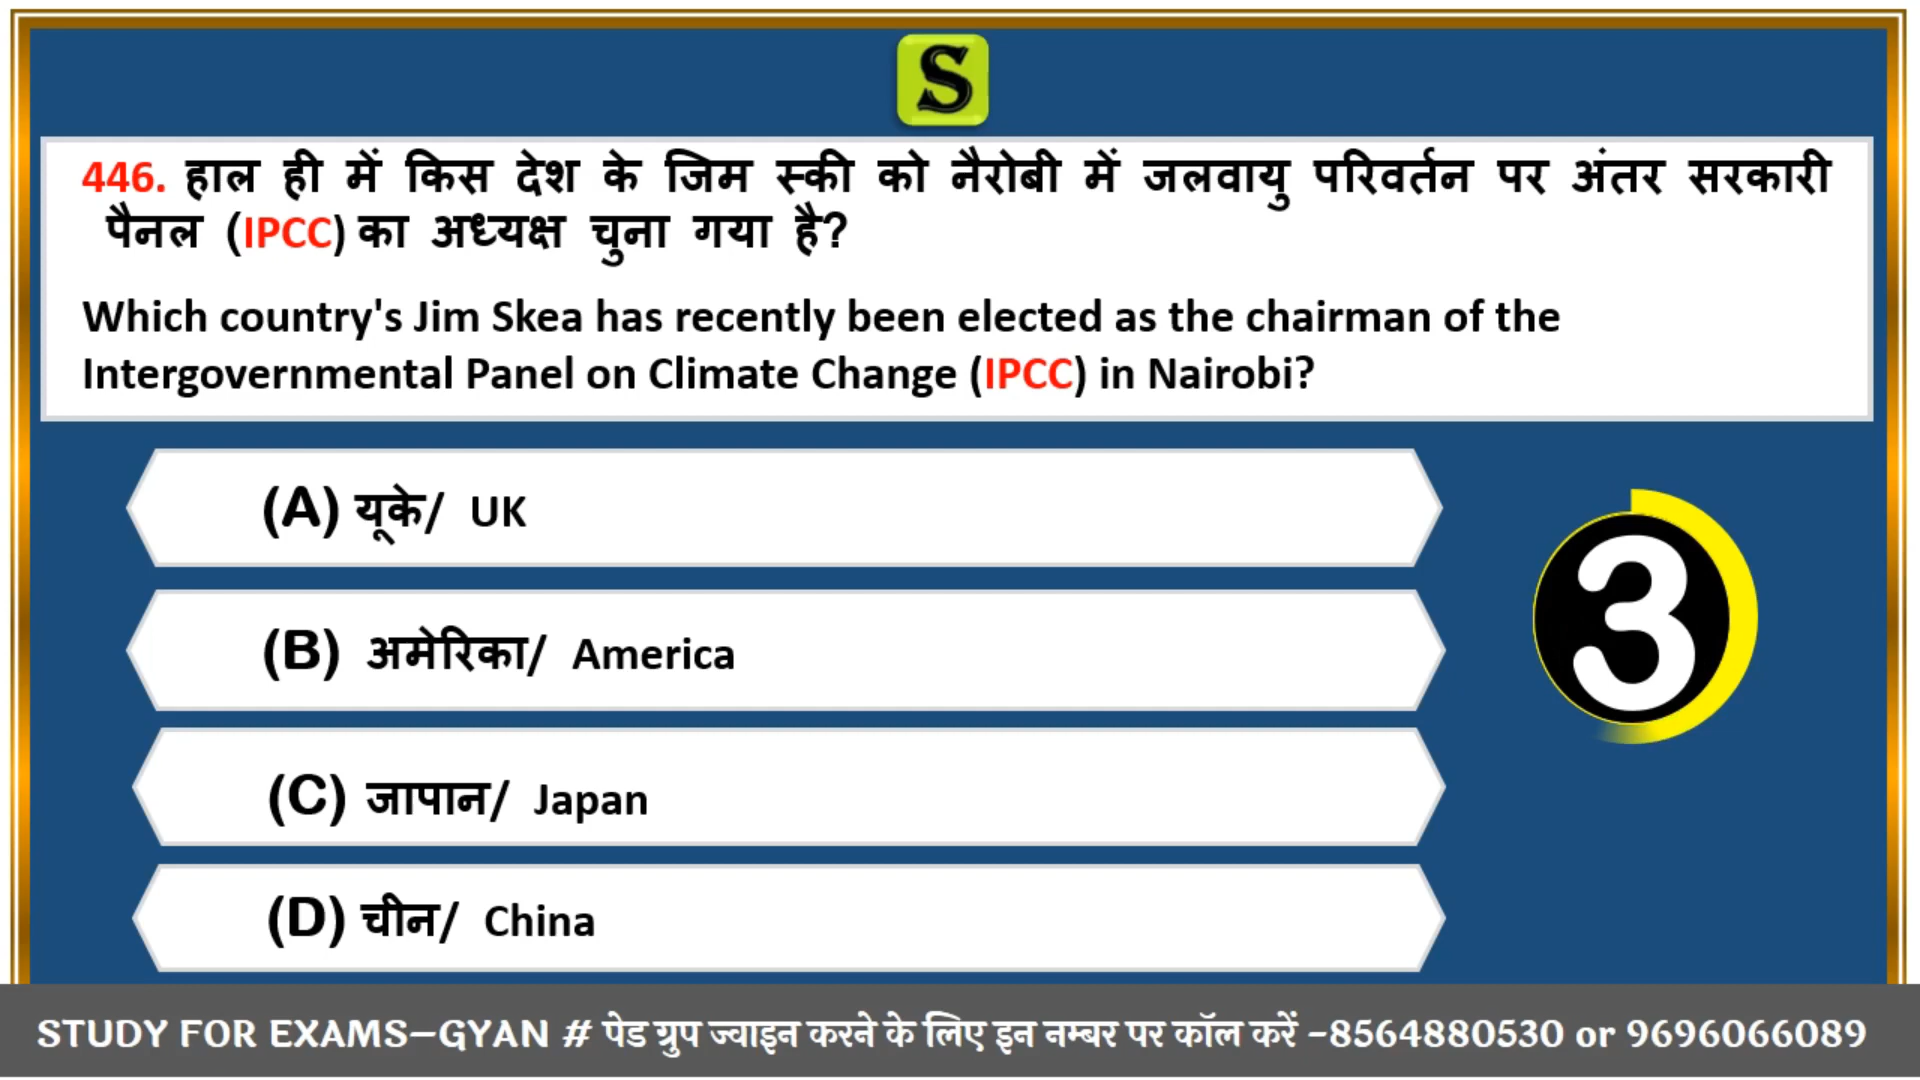 S
446. हाल ही में किस देश के जिम स्की को नैरोबी में जलवायु परिवर्तन पर अंतर सरकारी
पैनल (IPCC) का अध्यक्ष चुना गया है?
Which country's Jim Skea has recently been elected as the chairman of the
Intergovernmental Panel on Climate Change (IPCC) in Nairobi?
(A) यूके/ UK
(B) अमेरिका/ America
3
(C) जापान/ Japan
(D) चीन/ China
STUDY FOR EXAMS–GYAN # पेड ग्रुप ज्वाइन करने के लिए इन नम्बर पर कॉल करें –8564880530 or 9696066089